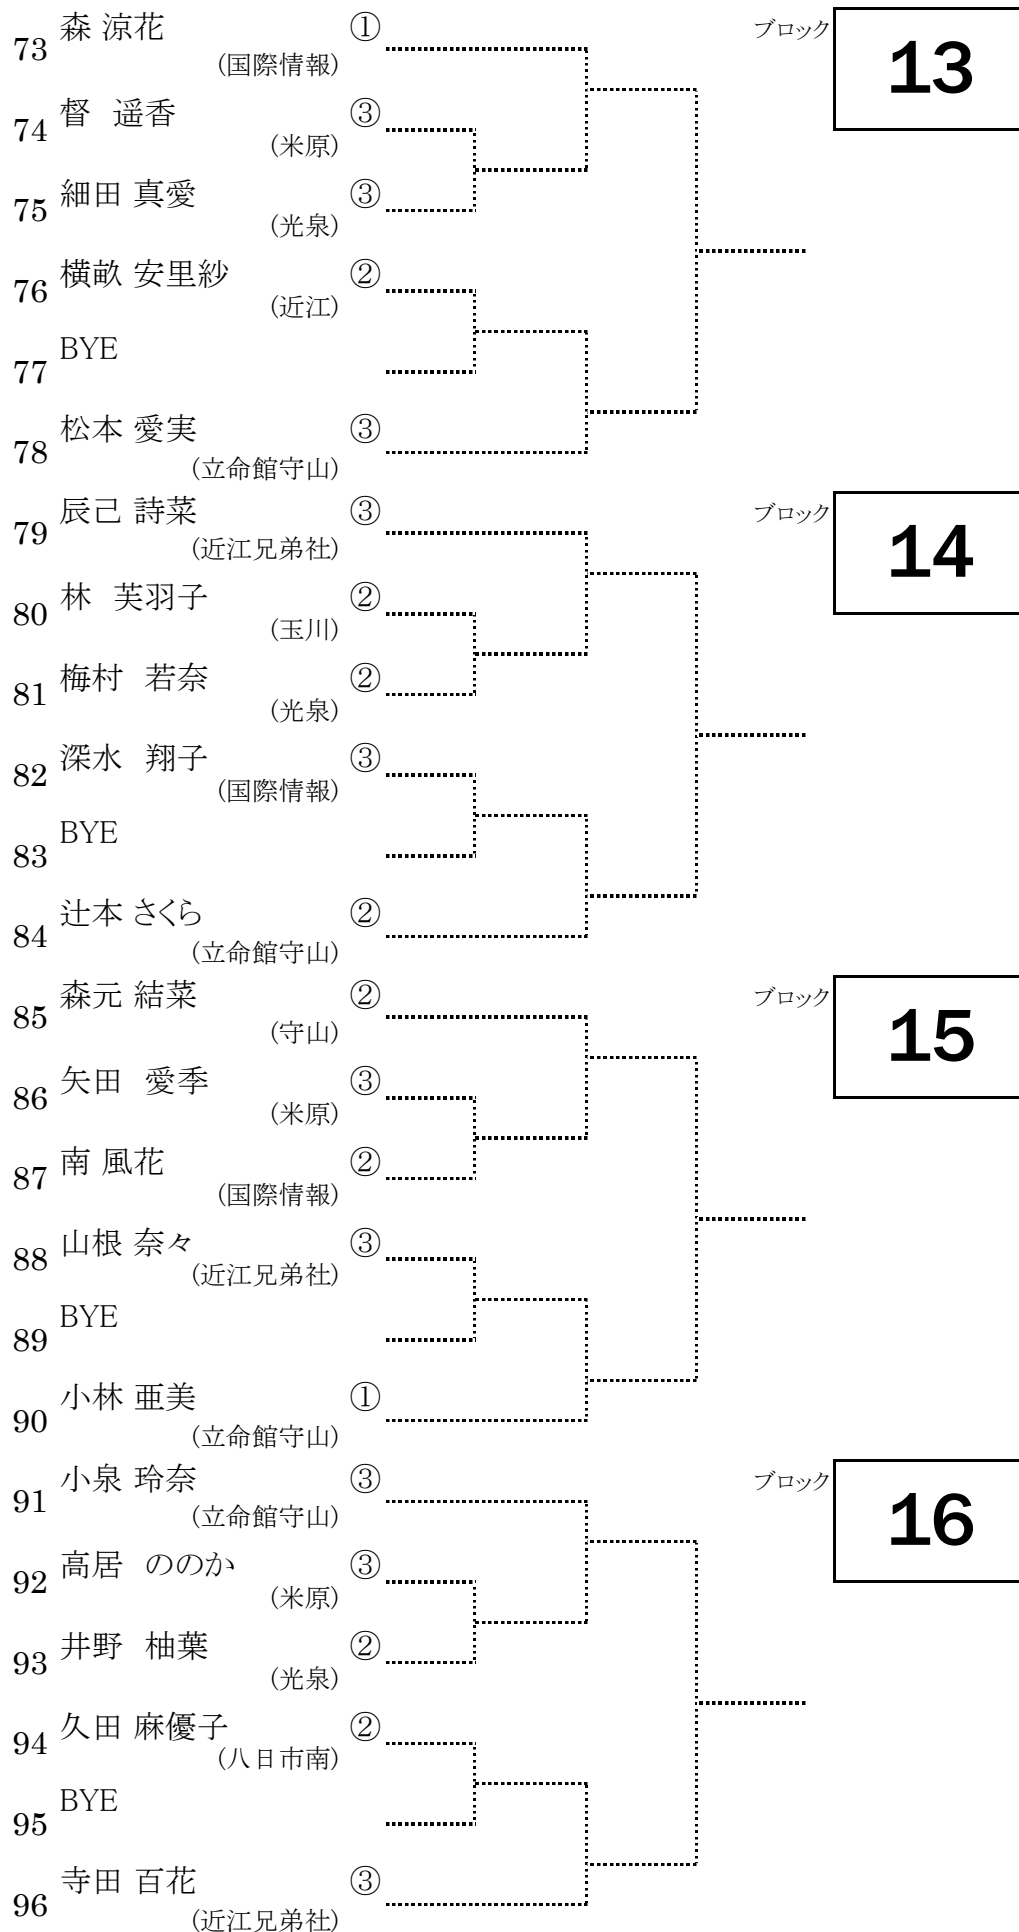 73 森 涼花 ①
(国際情報)
ブロック 13
74 督 遥香 ③
(米原)
75 細田 真愛 ③
(光泉)
76 横畝 安里紗 ②
(近江)
77 BYE
78 松本 愛実 ③
(立命館守山)
79 辰己 詩菜 ③
(近江兄弟社)
ブロック 14
80 林 芙羽子 ②
(玉川)
81 梅村 若奈 ②
(光泉)
82 深水 翔子 ③
(国際情報)
83 BYE
84 辻本 さくら ②
(立命館守山)
85 森元 結菜 ②
(守山)
ブロック 15
86 矢田 愛季 ③
(米原)
87 南 風花 ②
(国際情報)
88 山根 奈々 ③
(近江兄弟社)
89 BYE
90 小林 亜美 ①
(立命館守山)
91 小泉 玲奈 ③
(立命館守山)
ブロック 16
92 高居 ののか ③
(米原)
93 井野 柚葉 ②
(光泉)
94 久田 麻優子 ②
(八日市南)
95 BYE
96 寺田 百花 ③
(近江兄弟社)